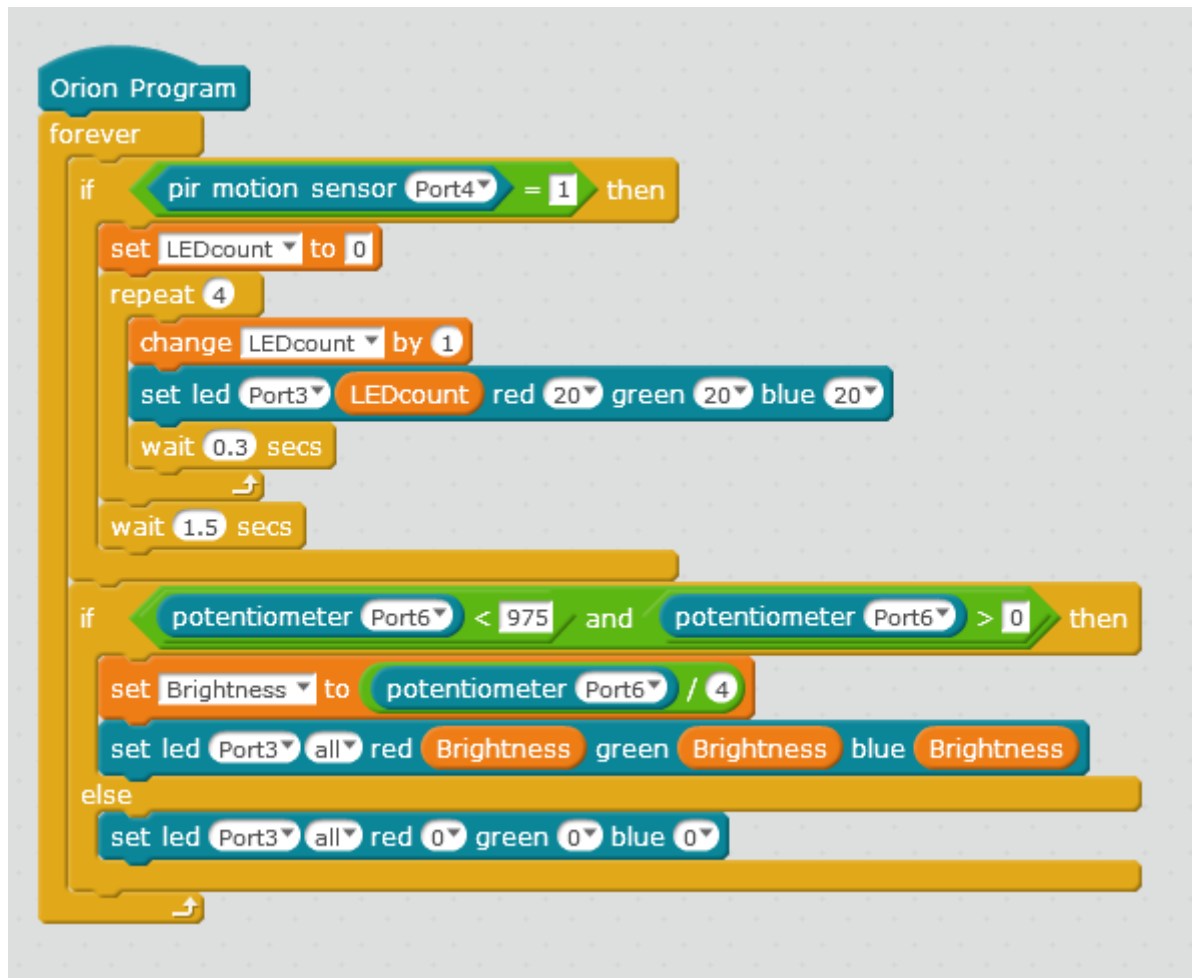 Orion Program
forever
if pir motion sensor Port4 = 1 then
set LEDcount to 0
repeat 4
change LEDcount by 1
set led Port3 LEDcount red 20 green 20 blue 20
wait 0.3 secs
wait 1.5 secs
if potentiometer Port6 < 975 and potentiometer Port6 > 0 then
set Brightness to potentiometer Port6 / 4
set led Port3 all red Brightness green Brightness blue Brightness
else
set led Port3 all red 0 green 0 blue 0